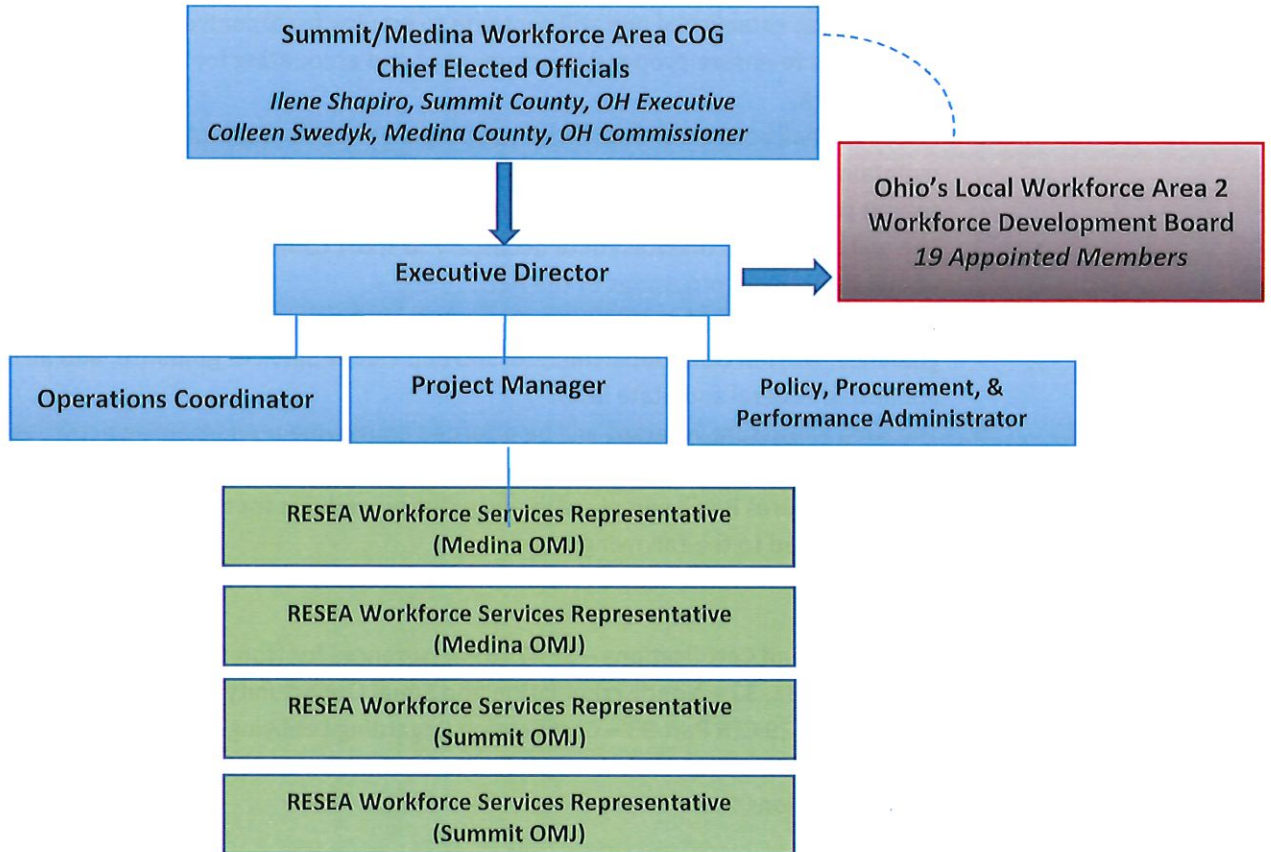 Summit/Medina Workforce Area COG
Chief Elected Officials
Ilene Shapiro, Summit County, OH Executive
Colleen Swedyk, Medina County, OH Commissioner
Ohio's Local Workforce Area 2
Workforce Development Board
19 Appointed Members
Executive Director
Operations Coordinator
Project Manager
Policy, Procurement, &
Performance Administrator
RESEA Workforce Services Representative
(Medina OMJ)
RESEA Workforce Services Representative
(Medina OMJ)
RESEA Workforce Services Representative
(Summit OMJ)
RESEA Workforce Services Representative
(Summit OMJ)